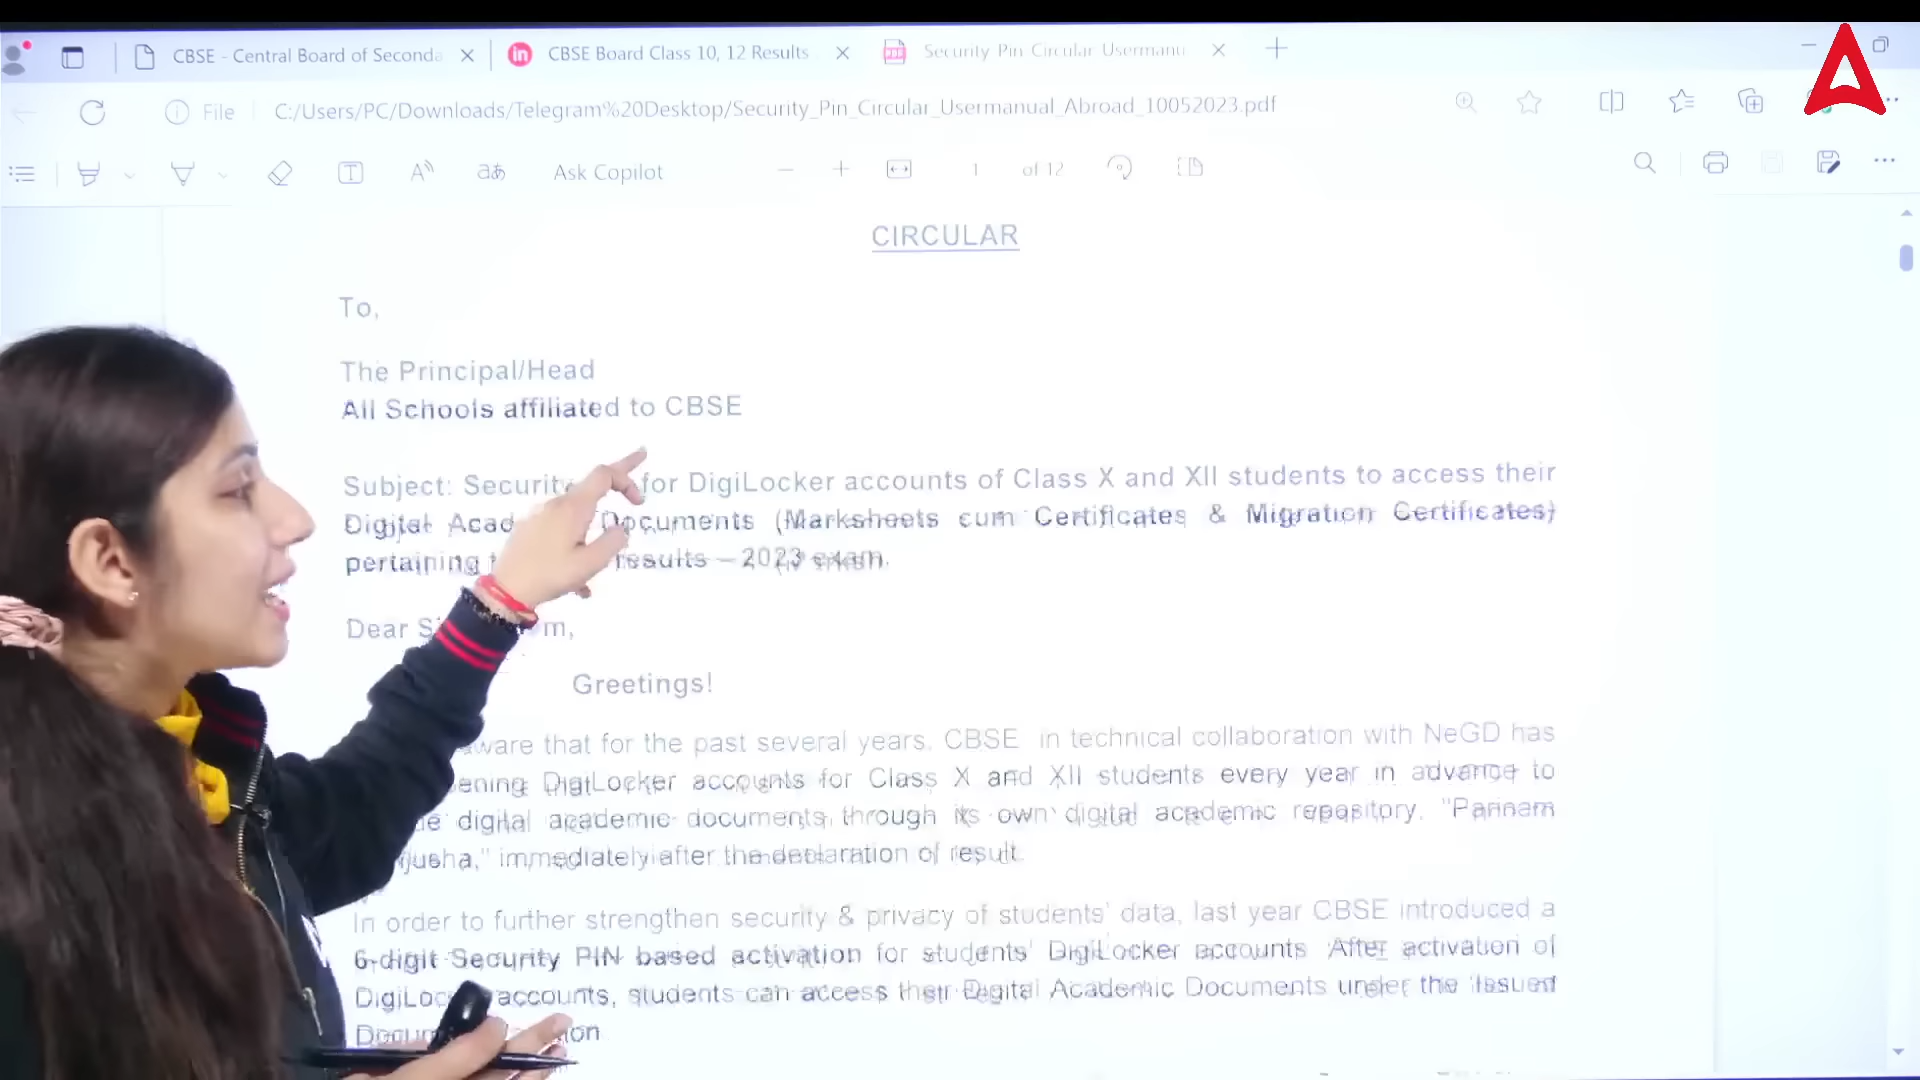 CBSE - Central Board of Seconda
in CBSE Board Class 10, 12 Results
Security Pin Circular Usermanu
File C:/Users/PC/Downloads/Telegram%20Desktop/Security_Pin_Circular_Usermanual_Abroad_10052023.pdf
Ask Copilot 1 of 12
CIRCULAR
To,
The Principal/Head
All Schools affiliated to CBSE
Subject: Security for DigiLocker accounts of Class X and XII students to access their
Digital Acad Documents (Marksheets cum Certificates & Migration Certificates)
pertaining results – 2023 exam.
Dear m,
Greetings!
aware that for the past several years, CBSE in technical collaboration with NeGD has
ening DigiLocker accounts for Class X and XII students every year in advance to
digital academic documents through its own digital academic repository, "Parinam
jusha," immediately after the declaration of result.
In order to further strengthen security & privacy of students' data, last year CBSE introduced a
6-digit Security PIN based activation for students' DigiLocker accounts After activation of
DigiLoc accounts, students can access their Digital Academic Documents under the 'Issued
Docum on